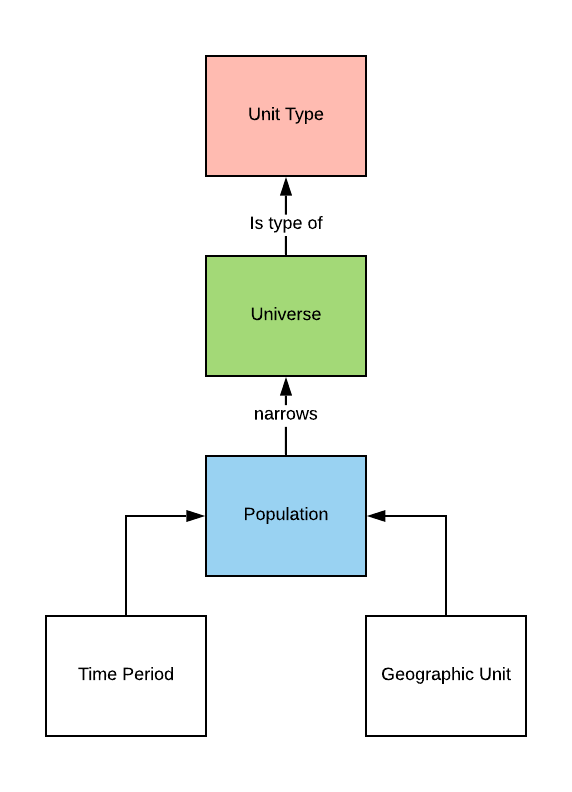 Unit Type
Is type of
Universe
narrows
Population
Time Period
Geographic Unit